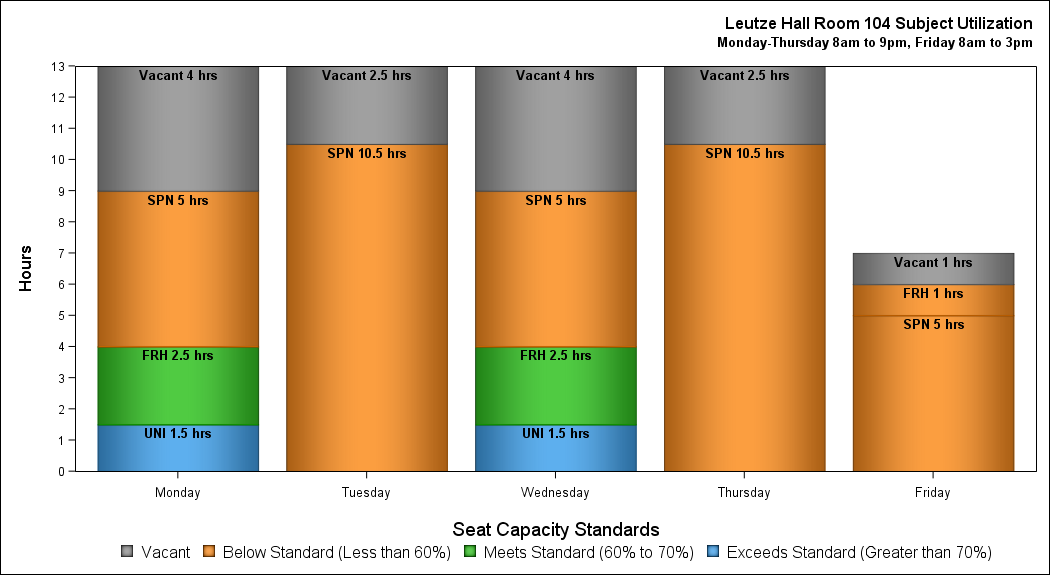 Leutze Hall Room 104 Subject Utilization
Monday-Thursday 8am to 9pm, Friday 8am to 3pm
Hours
13
12
11
10
9
8
7
6
5
4
3
2
1
0
Vacant 4 hrs
SPN 5 hrs
FRH 2.5 hrs
UNI 1.5 hrs
Vacant 2.5 hrs
SPN 10.5 hrs
Vacant 4 hrs
SPN 5 hrs
FRH 2.5 hrs
UNI 1.5 hrs
Vacant 2.5 hrs
SPN 10.5 hrs
Vacant 1 hrs
FRH 1 hrs
SPN 5 hrs
Monday Tuesday Wednesday Thursday Friday
Seat Capacity Standards
Vacant Below Standard (Less than 60%) Meets Standard (60% to 70%) Exceeds Standard (Greater than 70%)